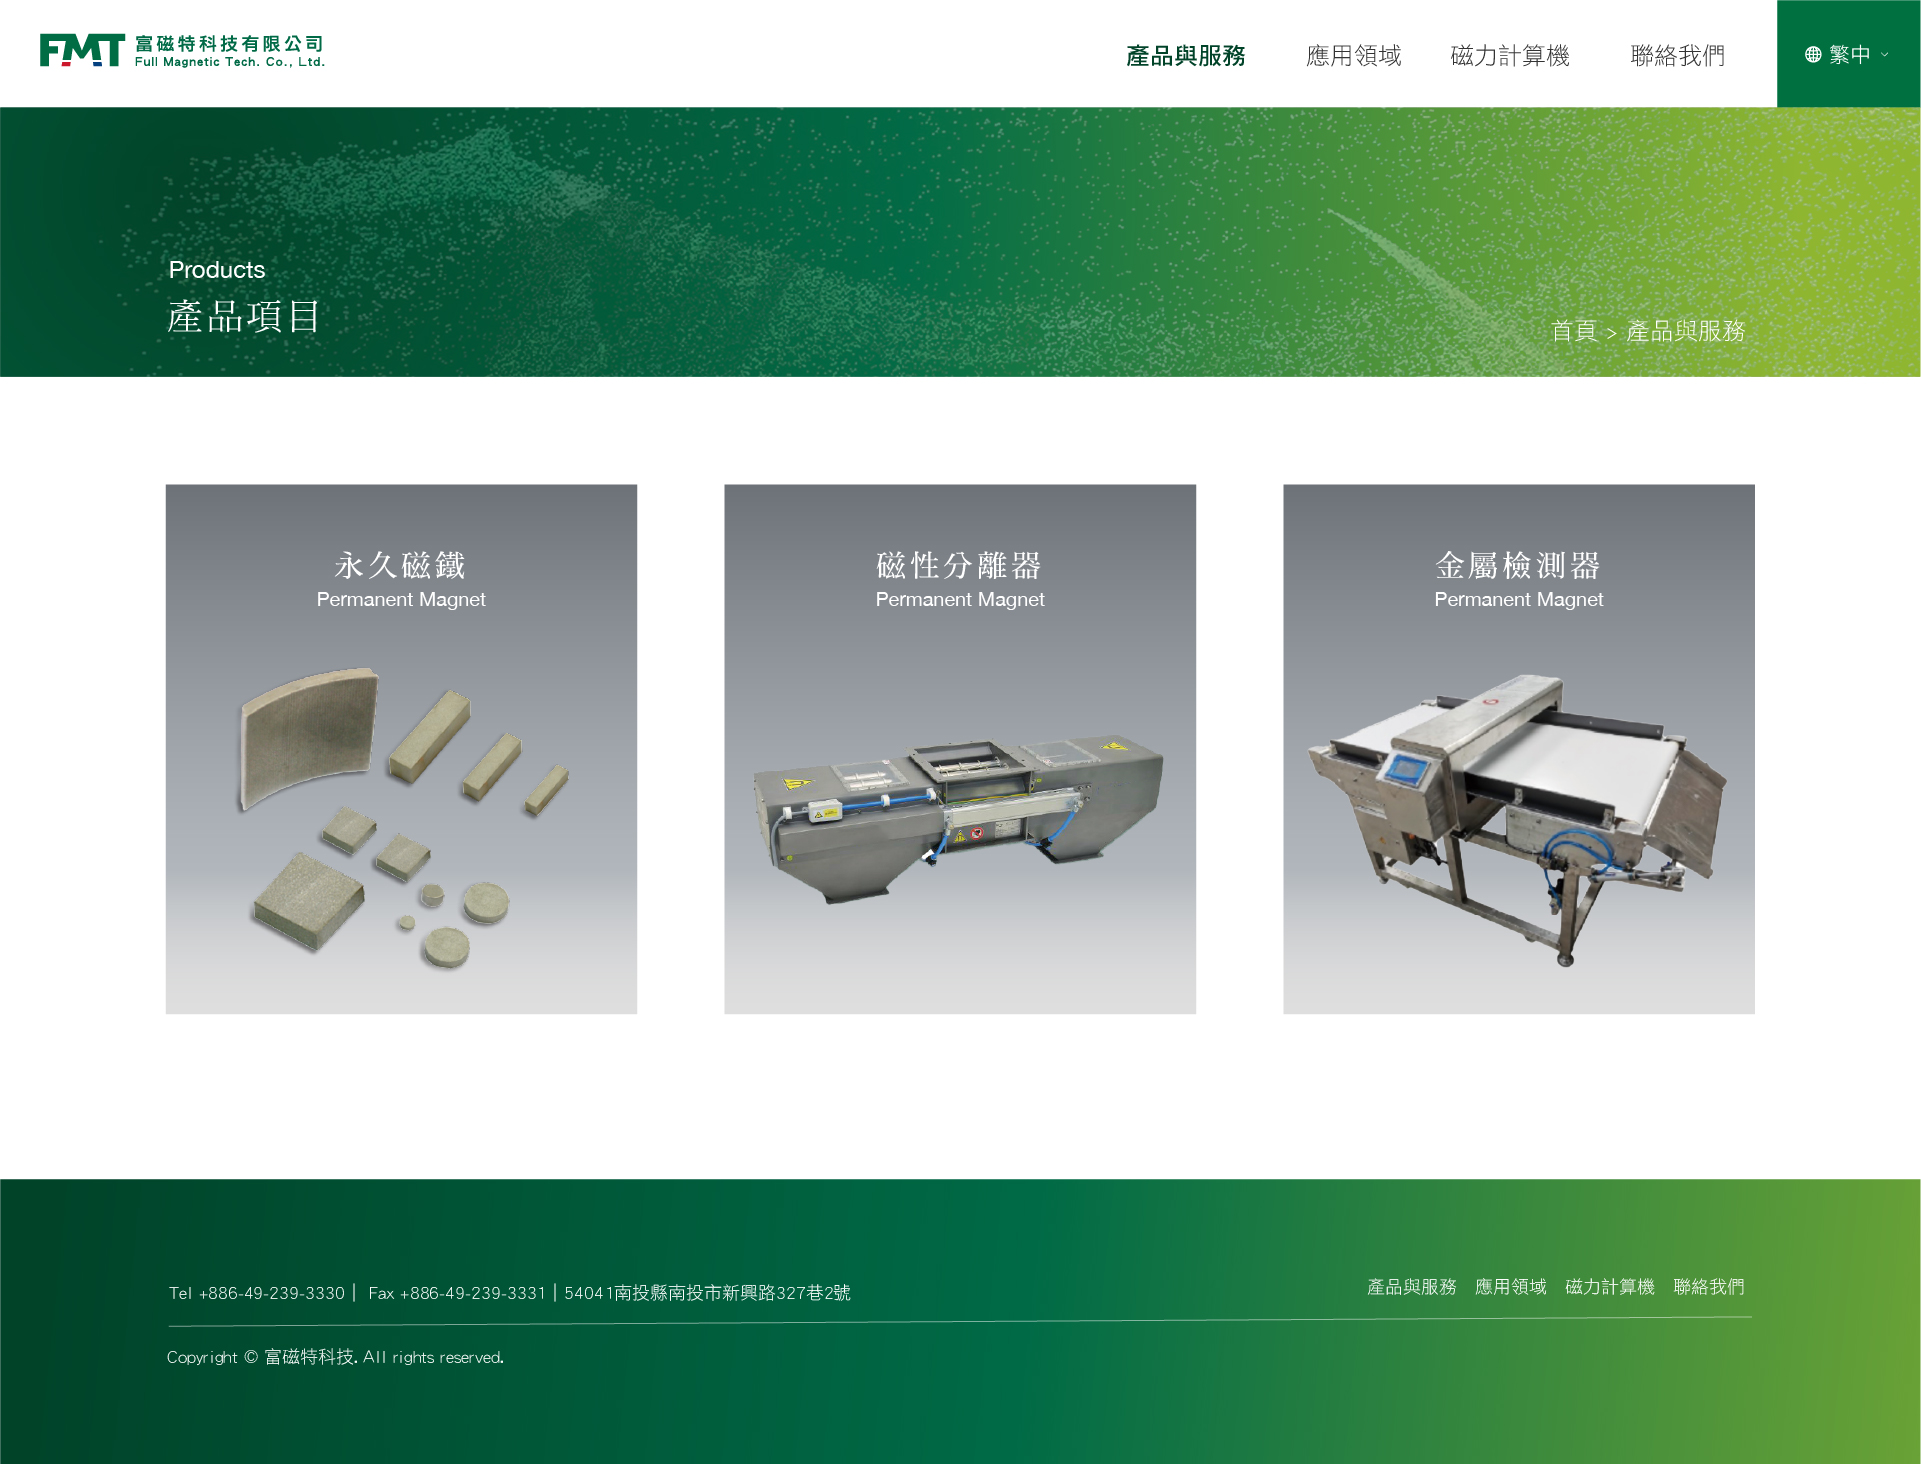 FMT 富磁特科技有限公司
Full Magnetic Tech. Co., Ltd.
產品與服務 應用領域 磁力計算機 聯絡我們 繁中
Products
產品項目
首頁 > 產品與服務
永久磁鐵
Permanent Magnet
磁性分離器
Permanent Magnet
金屬檢測器
Permanent Magnet
Tel +886-49-239-3330 | Fax +886-49-239-3331 | 54041南投縣南投市新興路327巷2號
產品與服務 應用領域 磁力計算機 聯絡我們
Copyright © 富磁特科技. All rights reserved.